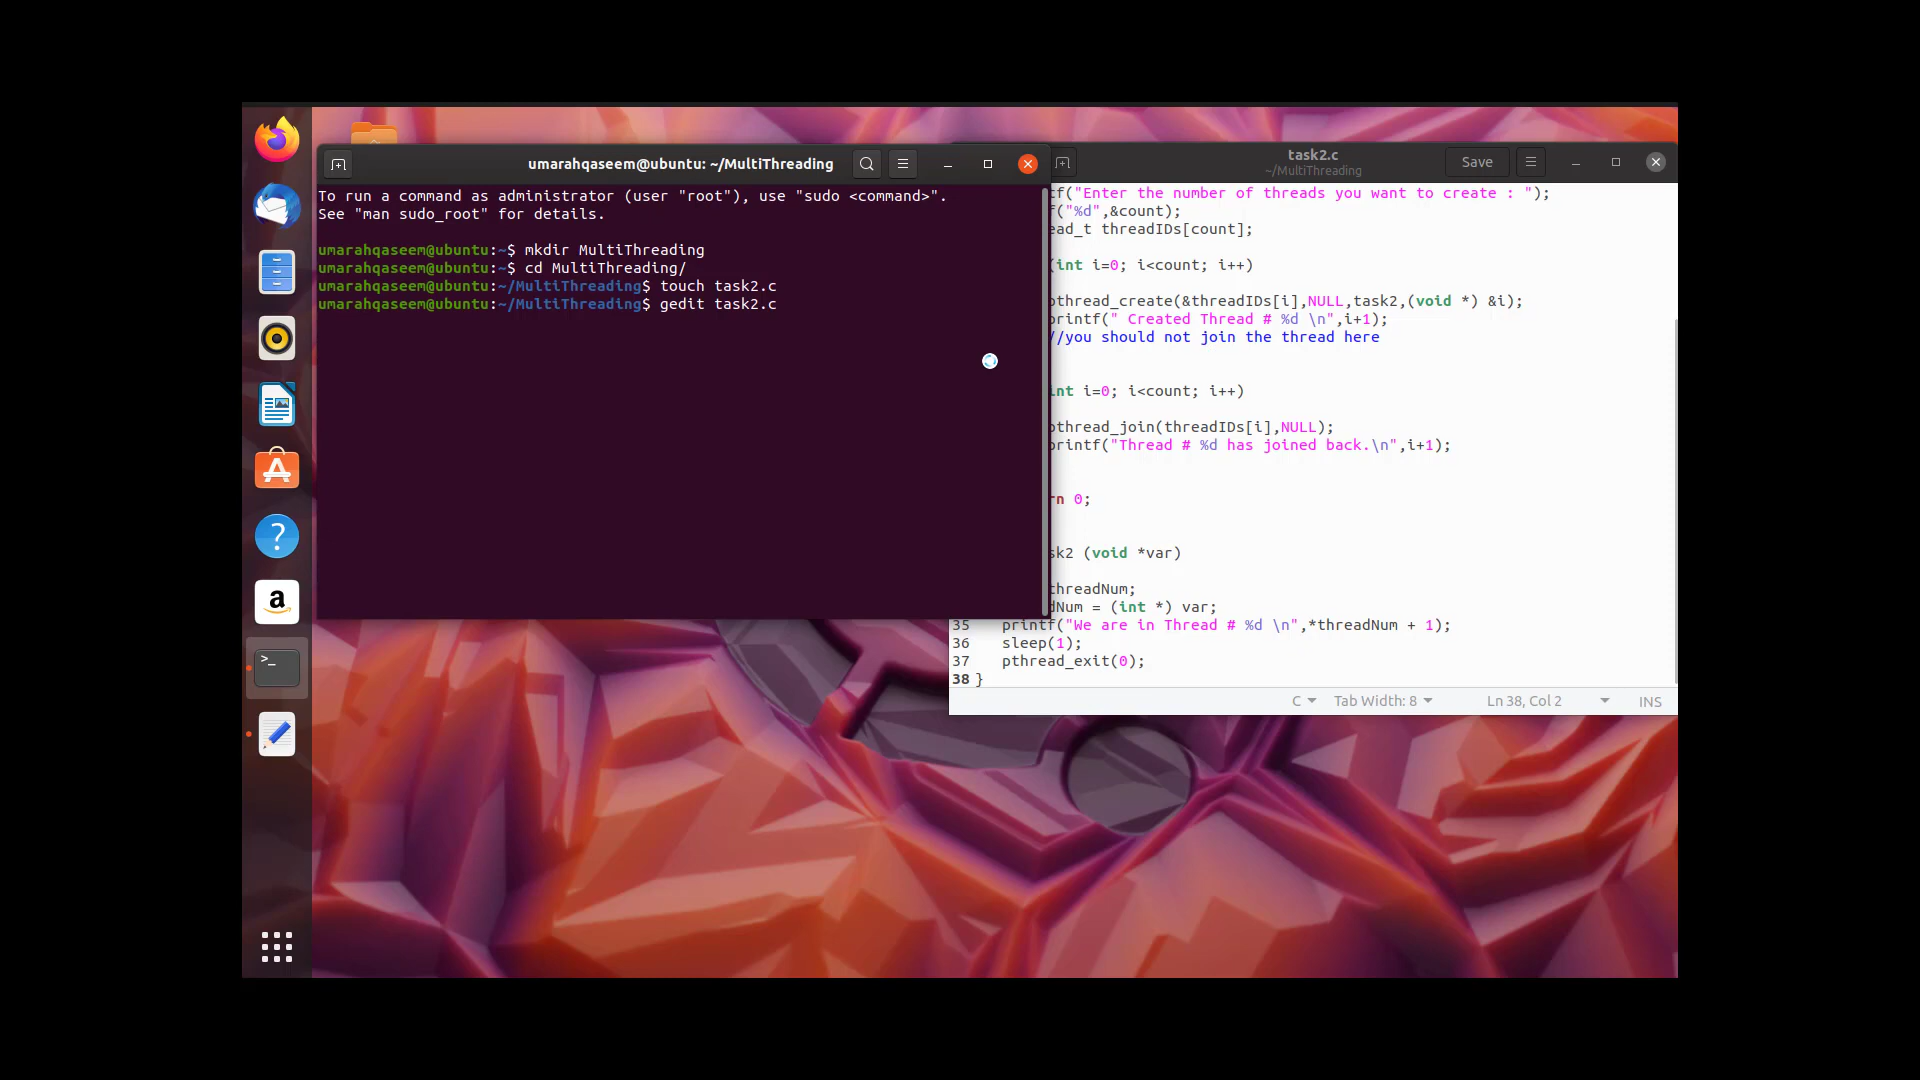 umarahqaseem@ubuntu: ~/MultiThreading
To run a command as administrator (user "root"), use "sudo <command>".
See "man sudo_root" for details.
umarahqaseem@ubuntu:~$ mkdir MultiThreading
umarahqaseem@ubuntu:~$ cd MultiThreading/
umarahqaseem@ubuntu:~/MultiThreading$ touch task2.c
umarahqaseem@ubuntu:~/MultiThreading$ gedit task2.c
task2.c
~/MultiThreading
Save
tf("Enter the number of threads you want to create : ");
f("%d",&count);
ead_t threadIDs[count];
(int i=0; i<count; i++)
pthread_create(&threadIDs[i],NULL,task2,(void *) &i);
printf(" Created Thread # %d \n",i+1);
//you should not join the thread here
int i=0; i<count; i++)
pthread_join(threadIDs[i],NULL);
printf("Thread # %d has joined back.\n",i+1);
rn 0;
sk2 (void *var)
threadNum;
dNum = (int *) var;
35 printf("We are in Thread # %d \n",*threadNum + 1);
36 sleep(1);
37 pthread_exit(0);
38 }
C Tab Width: 8 Ln 38, Col 2 INS